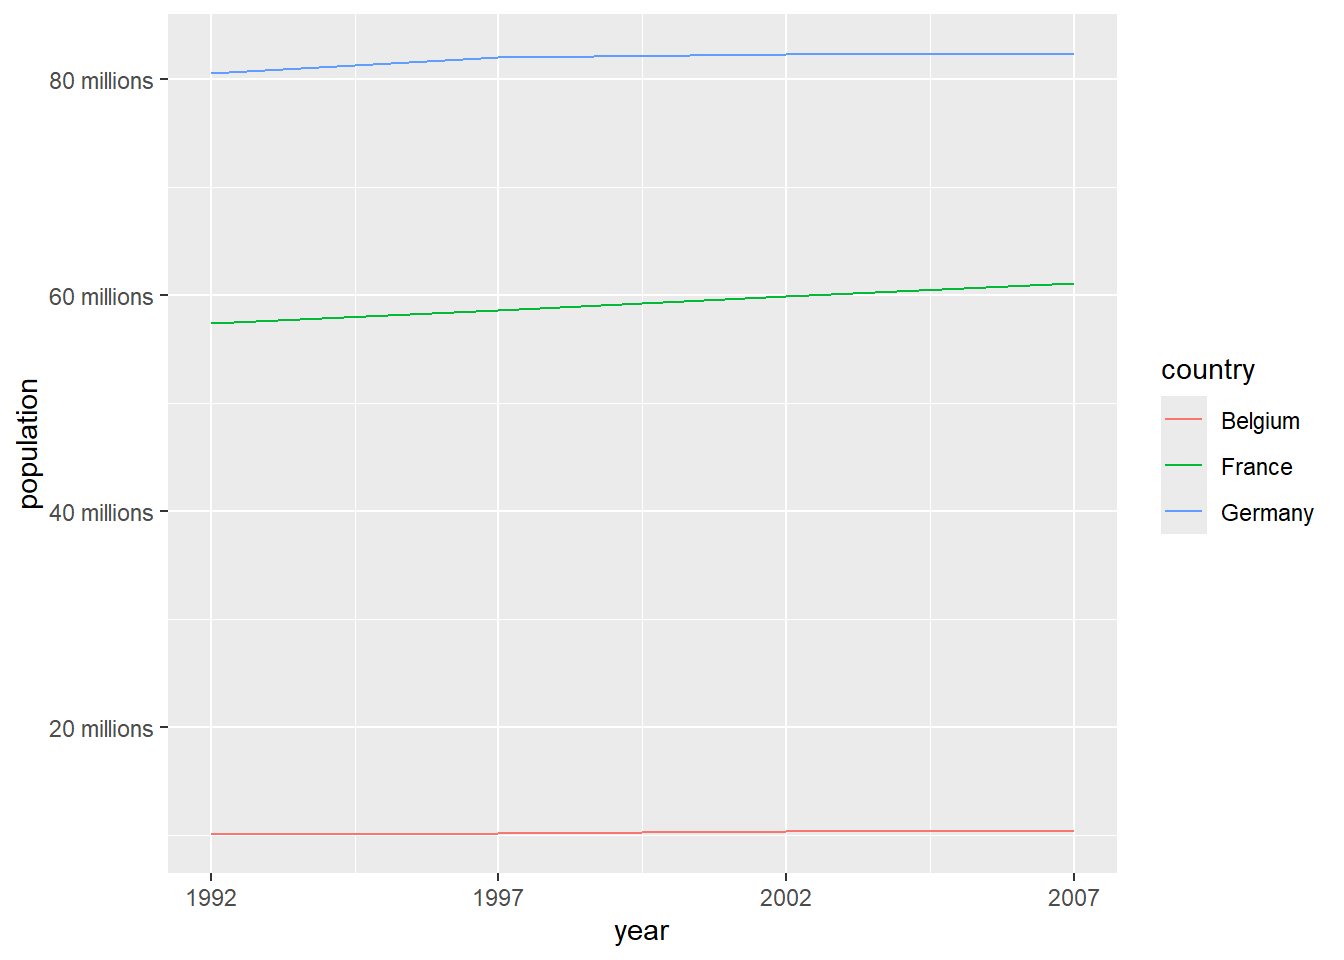 80 millions
60 millions
40 millions
20 millions
population
1992 1997 2002 2007
year
country
Belgium
France
Germany